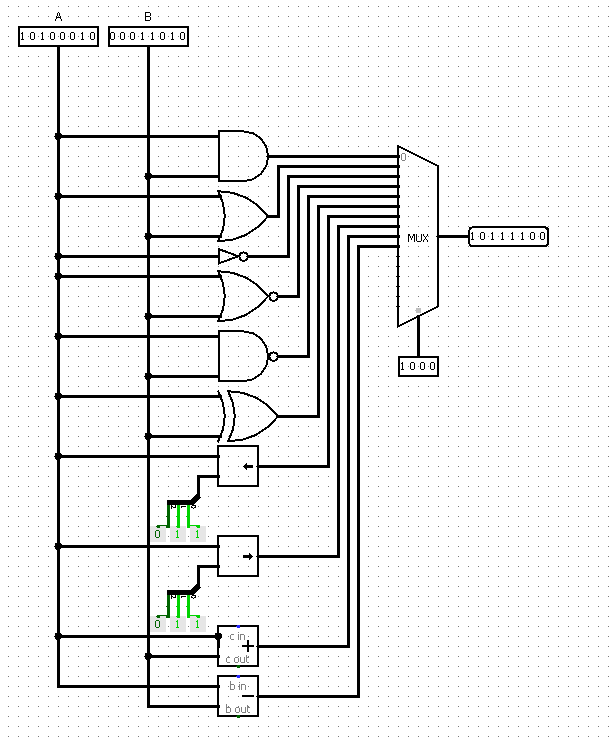 A B
10100010 00011010
0
MUX
10111100
1000
0 1 1
0 1 1
c in
+
c out
b in
−
b out